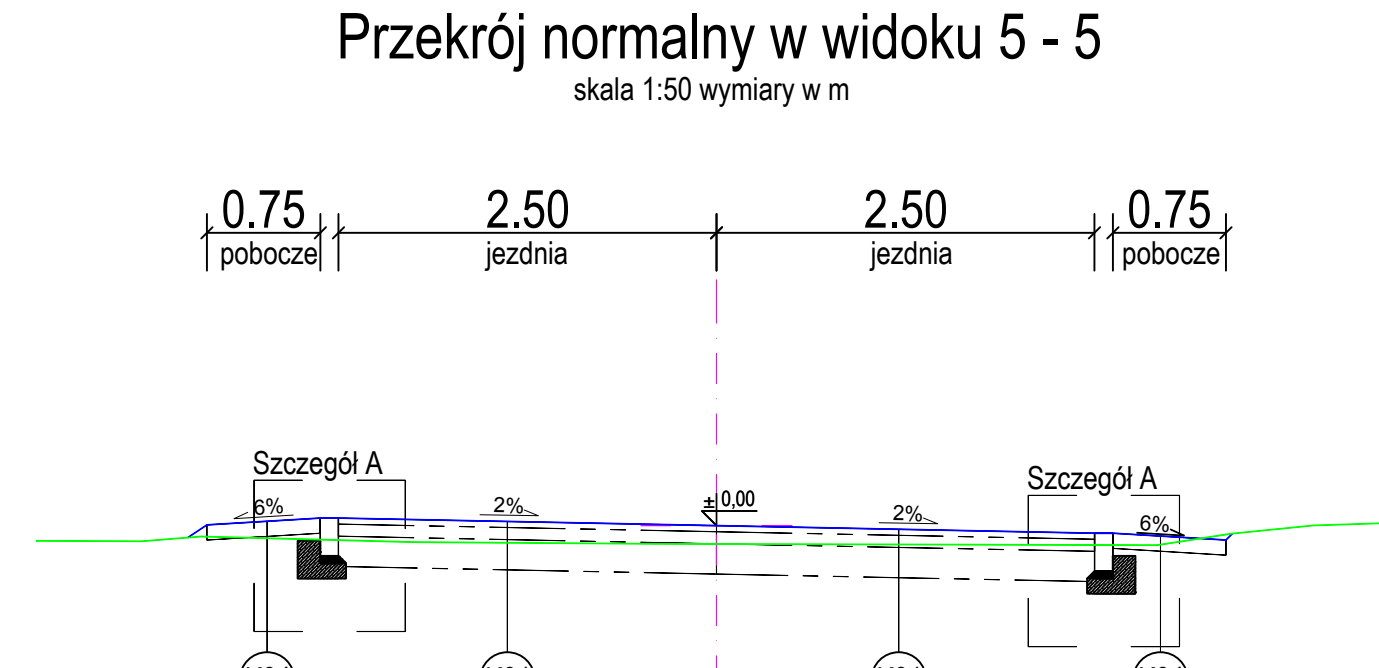 Przekrój normalny w widoku 5 - 5
skala 1:50 wymiary w m
0.75 2.50 2.50 0.75
pobocze jezdnia jezdnia pobocze
Szczegół A Szczegół A
6% 2% ±0,00 2% 6%